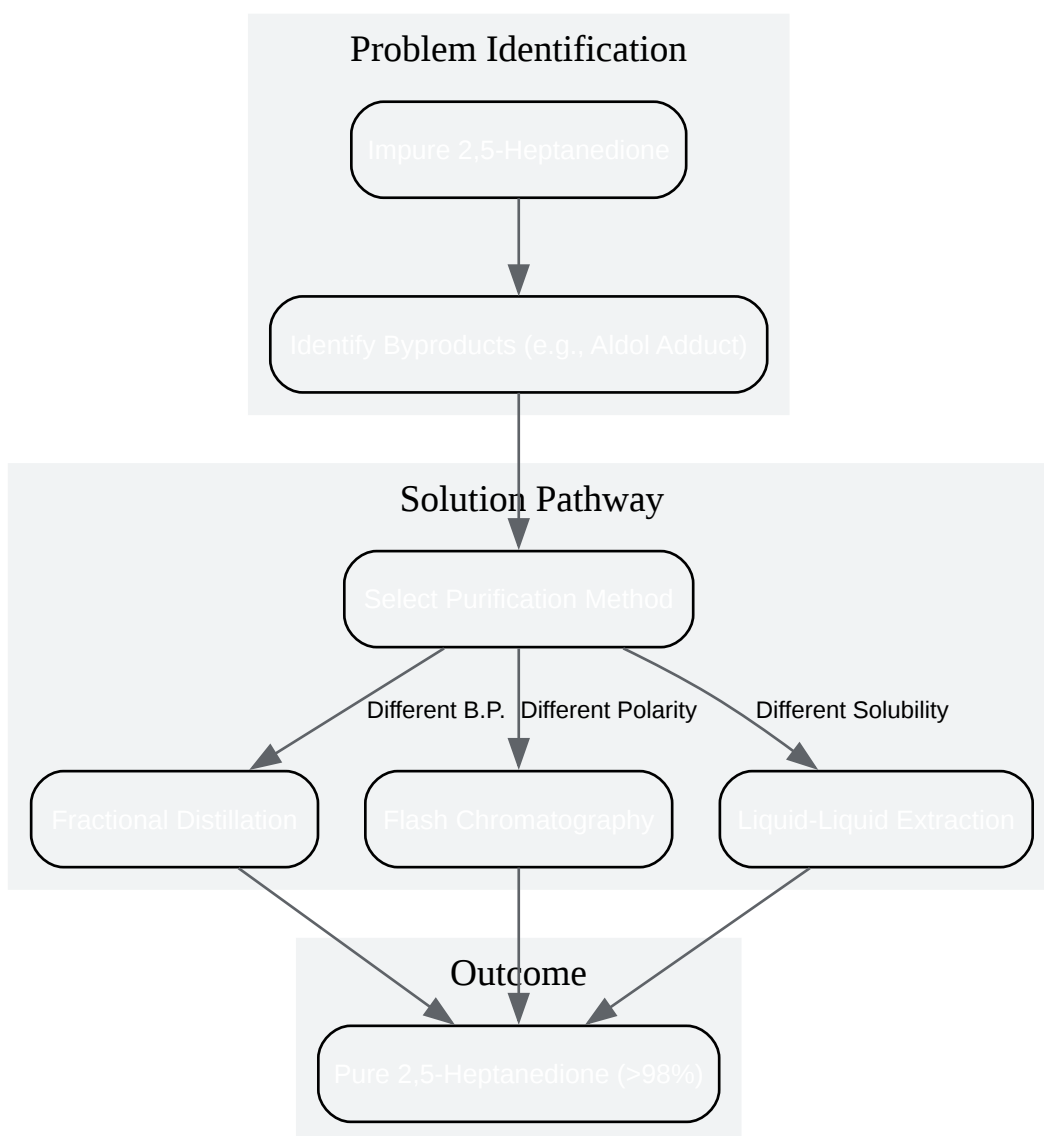 Problem Identification
Impure 2,5-Heptanedione
Identify Byproducts (e.g., Aldol Adduct)
Solution Pathway
Select Purification Method
Different B.P.
Different Polarity
Different Solubility
Fractional Distillation
Flash Chromatography
Liquid-Liquid Extraction
Outcome
Pure 2,5-Heptanedione (>98%)